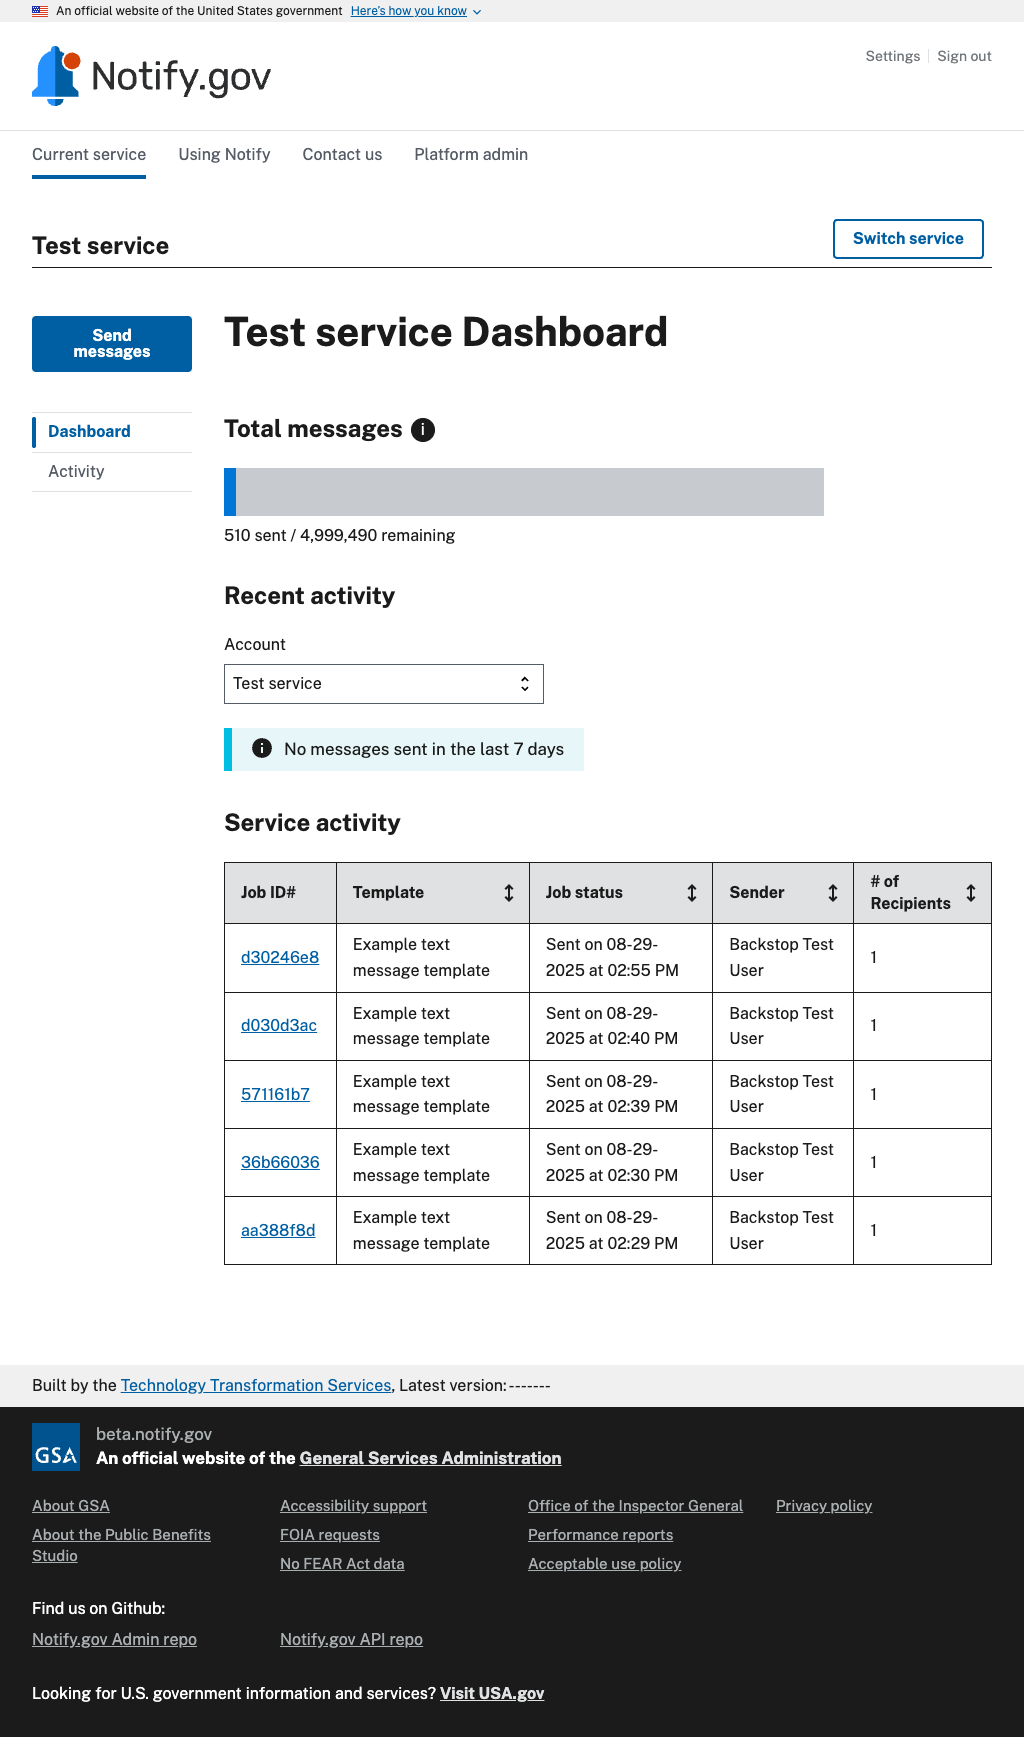 An official website of the United States government Here's how you know
Notify.gov
Settings Sign out
Current service Using Notify Contact us Platform admin
Test service
Switch service
Send
messages
Dashboard
Activity
Test service Dashboard
Total messages
510 sent / 4,999,490 remaining
Recent activity
Account
Test service
No messages sent in the last 7 days
Service activity
Job ID# Template Job status Sender # of
Recipients
d30246e8 Example text
message template Sent on 08-29-
2025 at 02:55 PM Backstop Test
User 1
d030d3ac Example text
message template Sent on 08-29-
2025 at 02:40 PM Backstop Test
User 1
571161b7 Example text
message template Sent on 08-29-
2025 at 02:39 PM Backstop Test
User 1
36b66036 Example text
message template Sent on 08-29-
2025 at 02:30 PM Backstop Test
User 1
aa388f8d Example text
message template Sent on 08-29-
2025 at 02:29 PM Backstop Test
User 1
Built by the Technology Transformation Services, Latest version: -------
GSA
beta.notify.gov
An official website of the General Services Administration
About GSA
About the Public Benefits
Studio
Accessibility support
FOIA requests
No FEAR Act data
Office of the Inspector General
Performance reports
Acceptable use policy
Privacy policy
Find us on Github:
Notify.gov Admin repo Notify.gov API repo
Looking for U.S. government information and services? Visit USA.gov